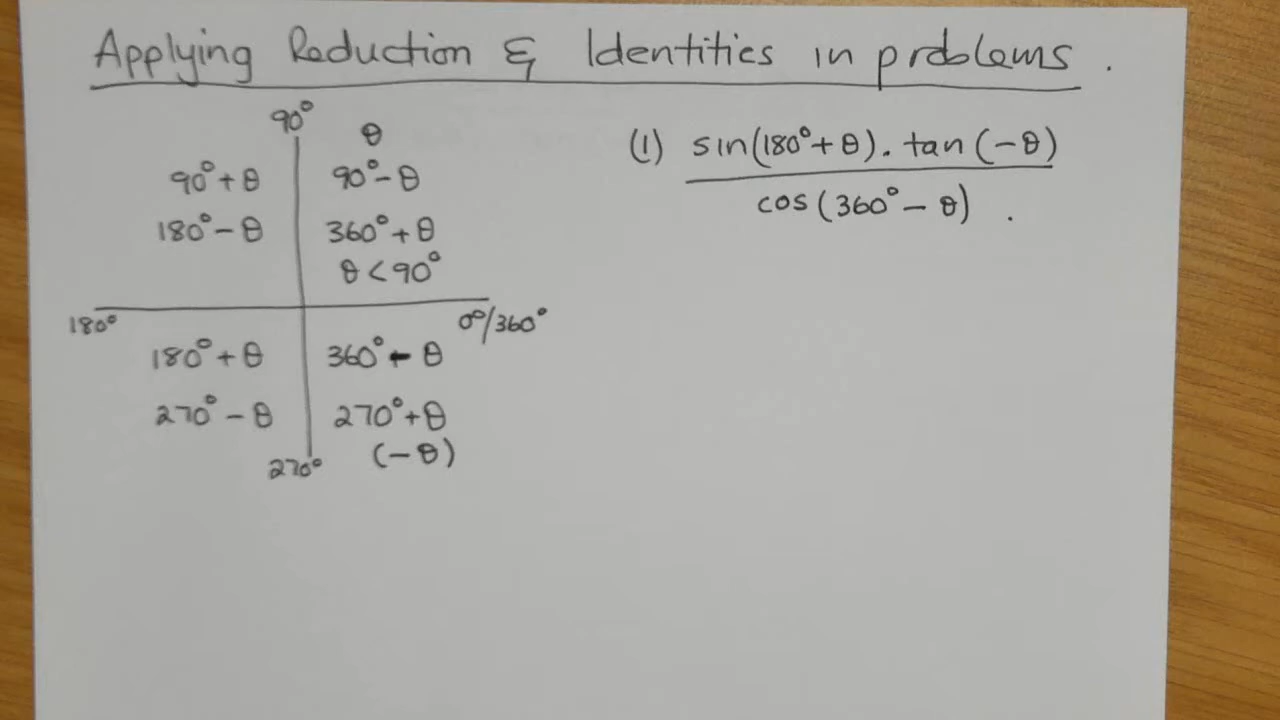 Applying Reduction & Identities in problems.
90°
θ
90°+θ
90°-θ
180°-θ
360°+θ
θ<90°
180°
0°/360°
180°+θ
360°-θ
270°-θ
270°+θ
270°
(-θ)
(1) sin(180°+θ). tan(-θ)
cos(360°-θ) .